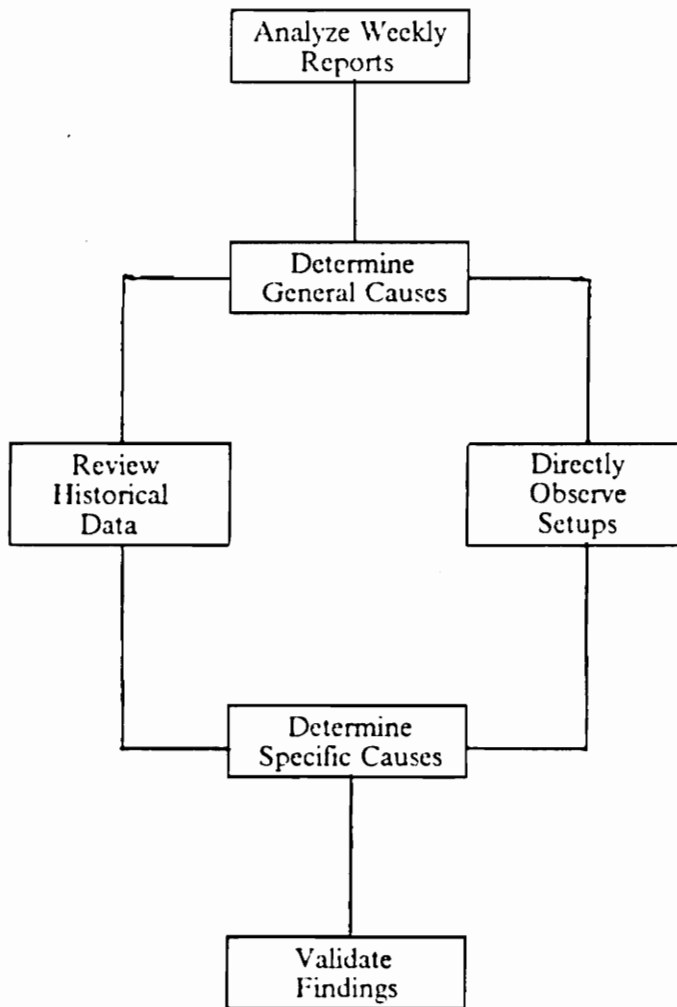 Analyze Weekly
Reports
Determine
General Causes
Review
Historical
Data
Directly
Observe
Setups
Determine
Specific Causes
Validate
Findings